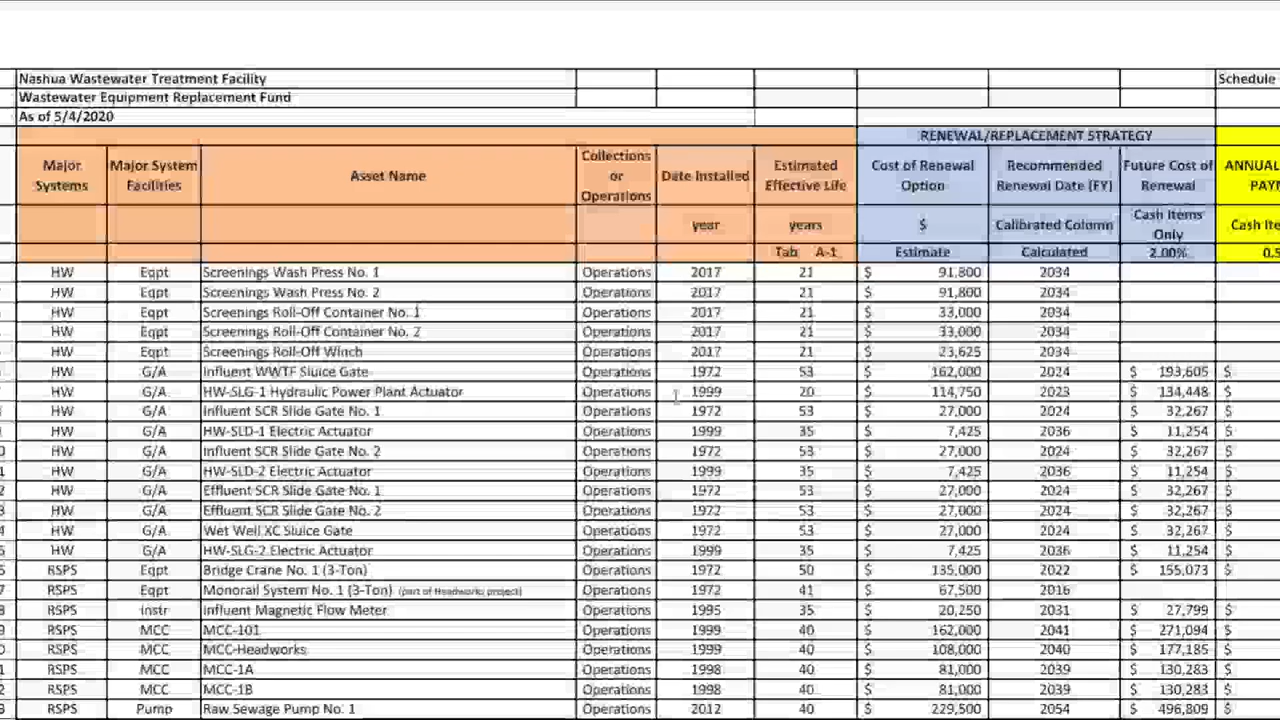 Nashua Wastewater Treatment Facility Schedule
Wastewater Equipment Replacement Fund
As of 5/4/2020
RENEWAL/REPLACEMENT STRATEGY
Major Systems Major System Facilities Asset Name Collections or Operations Date Installed Estimated Effective Life Cost of Renewal Option Recommended Renewal Date (FY) Future Cost of Renewal ANNUAL
year years $ Calibrated Column Cash Items Only
Tab A-1 Estimate Calculated 2.00%
HW Eqpt Screenings Wash Press No. 1 Operations 2017 21 $ 91,800 2034
HW Eqpt Screenings Wash Press No. 2 Operations 2017 21 $ 91,800 2034
HW Eqpt Screenings Roll-Off Container No. 1 Operations 2017 21 $ 33,000 2034
HW Eqpt Screenings Roll-Off Container No. 2 Operations 2017 21 $ 33,000 2034
HW Eqpt Screenings Roll-Off Winch Operations 2017 21 $ 23,625 2034
HW G/A Influent WWTF Sluice Gate Operations 1972 53 $ 162,000 2024 $ 193,605 $
HW G/A HW-SLG-1 Hydraulic Power Plant Actuator Operations 1999 20 $ 114,750 2023 $ 134,448 $
HW G/A Influent SCR Slide Gate No. 1 Operations 1972 53 $ 27,000 2024 $ 32,267 $
HW G/A HW-SLD-1 Electric Actuator Operations 1999 35 $ 7,425 2036 $ 11,254 $
HW G/A Influent SCR Slide Gate No. 2 Operations 1972 53 $ 27,000 2024 $ 32,267 $
HW G/A HW-SLD-2 Electric Actuator Operations 1999 35 $ 7,425 2036 $ 11,254 $
HW G/A Effluent SCR Slide Gate No. 1 Operations 1972 53 $ 27,000 2024 $ 32,267 $
HW G/A Effluent SCR Slide Gate No. 2 Operations 1972 53 $ 27,000 2024 $ 32,267 $
HW G/A Wet Well XC Sluice Gate Operations 1972 53 $ 27,000 2024 $ 32,267 $
HW G/A HW-SLG-2 Electric Actuator Operations 1999 35 $ 7,425 2036 $ 11,254 $
RSPS Eqpt Bridge Crane No. 1 (3-Ton) Operations 1972 50 $ 135,000 2022 $ 155,073 $
RSPS Eqpt Monorail System No. 1 (3-Ton) (part of Headworks project) Operations 1972 41 $ 67,500 2016
RSPS Instr Influent Magnetic Flow Meter Operations 1995 35 $ 20,250 2031 $ 27,799 $
RSPS MCC MCC-101 Operations 1999 40 $ 162,000 2041 $ 271,094 $
RSPS MCC MCC-Headworks Operations 1999 40 $ 108,000 2040 $ 177,185 $
RSPS MCC MCC-1A Operations 1998 40 $ 81,000 2039 $ 130,283 $
RSPS MCC MCC-1B Operations 1998 40 $ 81,000 2039 $ 130,283 $
RSPS Pump Raw Sewage Pump No. 1 Operations 2012 40 $ 229,500 2054 $ 496,809 $